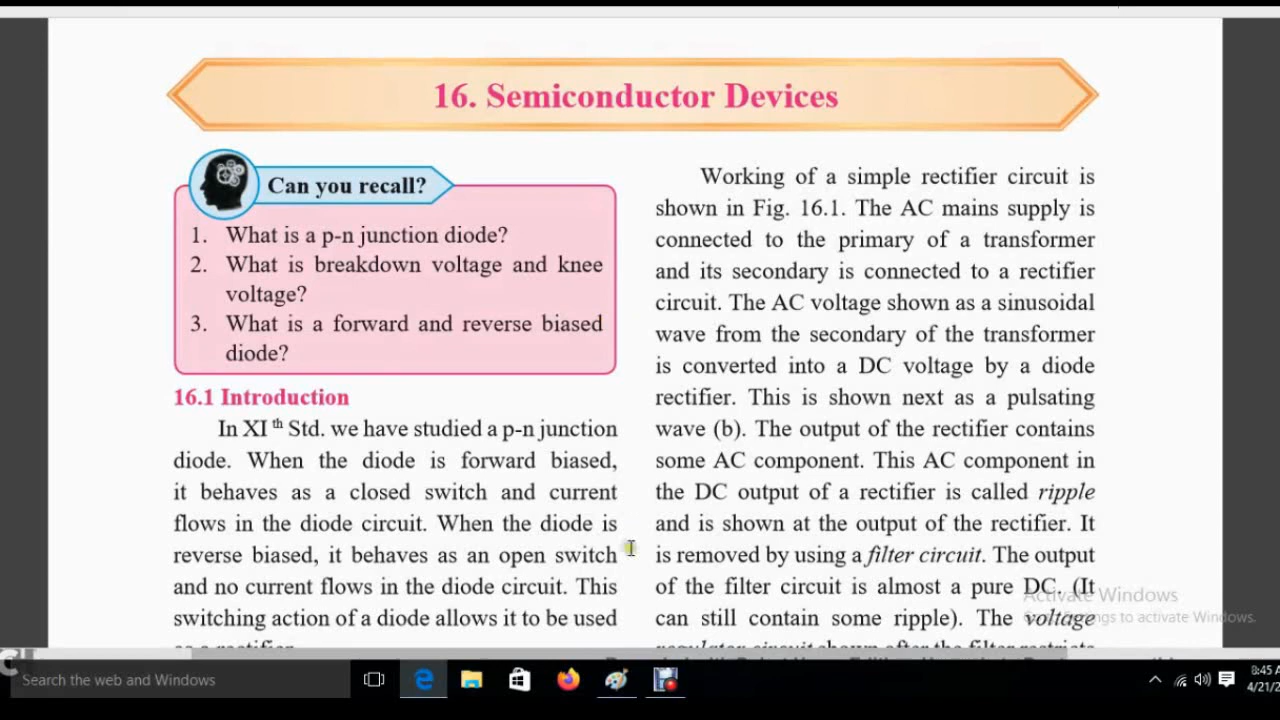 16. Semiconductor Devices
Can you recall?
1. What is a p-n junction diode?
2. What is breakdown voltage and knee
voltage?
3. What is a forward and reverse biased
diode?
16.1 Introduction
In XI th Std. we have studied a p-n junction
diode. When the diode is forward biased,
it behaves as a closed switch and current
flows in the diode circuit. When the diode is
reverse biased, it behaves as an open switch
and no current flows in the diode circuit. This
switching action of a diode allows it to be used
Working of a simple rectifier circuit is
shown in Fig. 16.1. The AC mains supply is
connected to the primary of a transformer
and its secondary is connected to a rectifier
circuit. The AC voltage shown as a sinusoidal
wave from the secondary of the transformer
is converted into a DC voltage by a diode
rectifier. This is shown next as a pulsating
wave (b). The output of the rectifier contains
some AC component. This AC component in
the DC output of a rectifier is called ripple
and is shown at the output of the rectifier. It
is removed by using a filter circuit. The output
of the filter circuit is almost a pure DC. (It
can still contain some ripple). The voltage
Activate Windows
to activate Windows.
Search the web and Windows
8:45
4/21/2